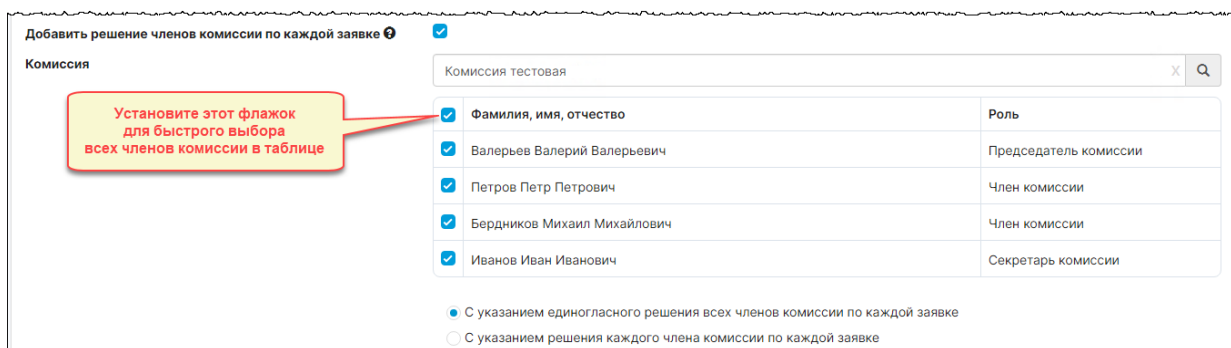 Добавить решение членов комиссии по каждой заявке ?
Комиссия
Комиссия тестовая X
Установите этот флажок
для быстрого выбора
всех членов комиссии в таблице
Фамилия, имя, отчество Роль
Валерьев Валерий Валерьевич Председатель комиссии
Петров Петр Петрович Член комиссии
Бердников Михаил Михайлович Член комиссии
Иванов Иван Иванович Секретарь комиссии
С указанием единогласного решения всех членов комиссии по каждой заявке
С указанием решения каждого члена комиссии по каждой заявке